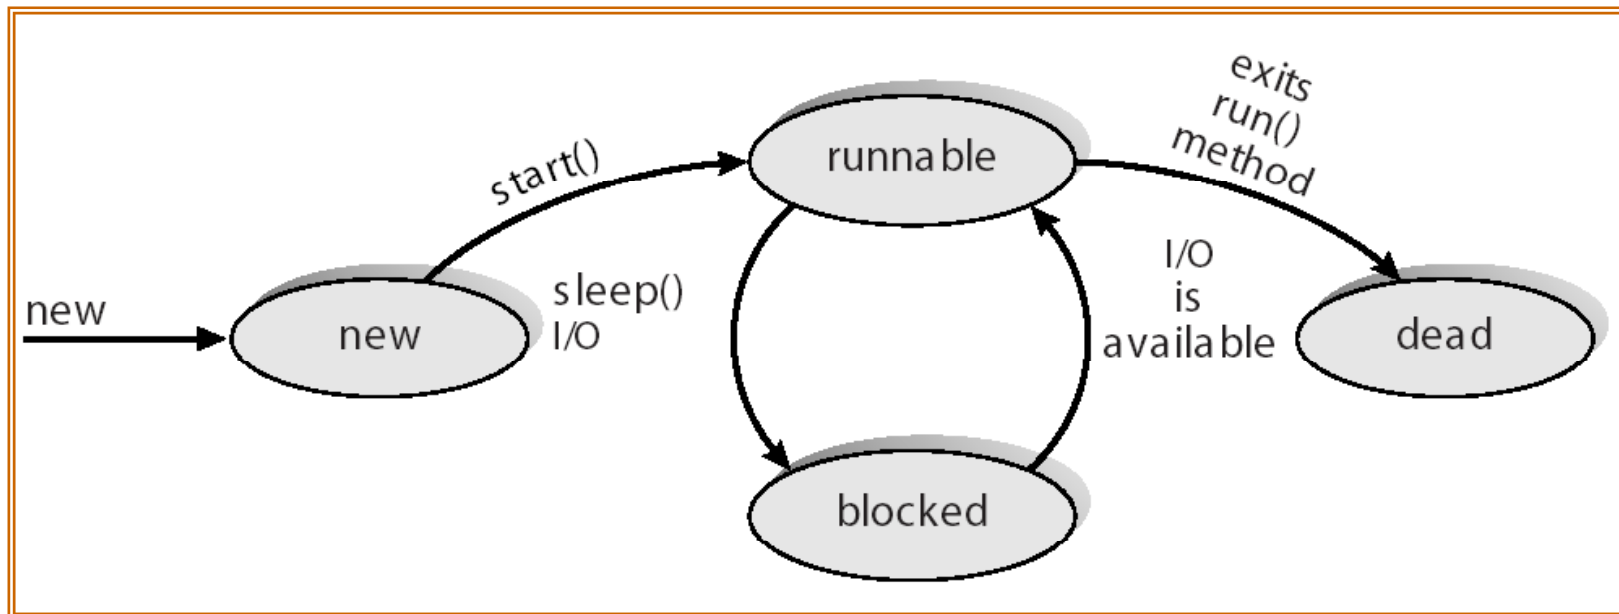 new
new
start()
sleep()
I/O
runnable
blocked
I/O
is
available
exits
run()
method
dead